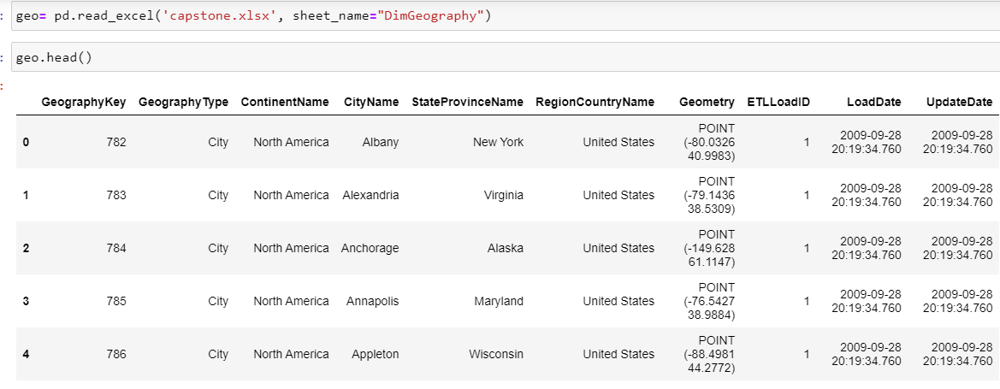 : geo= pd.read_excel('capstone.xlsx', sheet_name="DimGeography")
: geo.head()
:
GeographyKey GeographyType ContinentName CityName StateProvinceName RegionCountryName Geometry ETLLoadID LoadDate UpdateDate
0 782 City North America Albany New York United States POINT (-80.0326 40.9983) 1 2009-09-28 20:19:34.760 2009-09-28 20:19:34.760
1 783 City North America Alexandria Virginia United States POINT (-79.1436 38.5309) 1 2009-09-28 20:19:34.760 2009-09-28 20:19:34.760
2 784 City North America Anchorage Alaska United States POINT (-149.628 61.1147) 1 2009-09-28 20:19:34.760 2009-09-28 20:19:34.760
3 785 City North America Annapolis Maryland United States POINT (-76.5427 38.9884) 1 2009-09-28 20:19:34.760 2009-09-28 20:19:34.760
4 786 City North America Appleton Wisconsin United States POINT (-88.4981 44.2772) 1 2009-09-28 20:19:34.760 2009-09-28 20:19:34.760